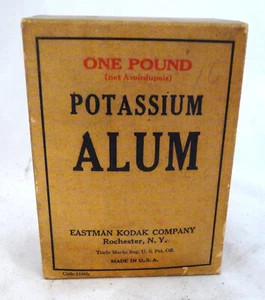 ONE POUND
(net Avoirdupois)
POTASSIUM
ALUM
EASTMAN KODAK COMPANY
Rochester, N. Y.
Trade Marks Reg. U. S. Pat. Off.
MADE IN U. S. A.